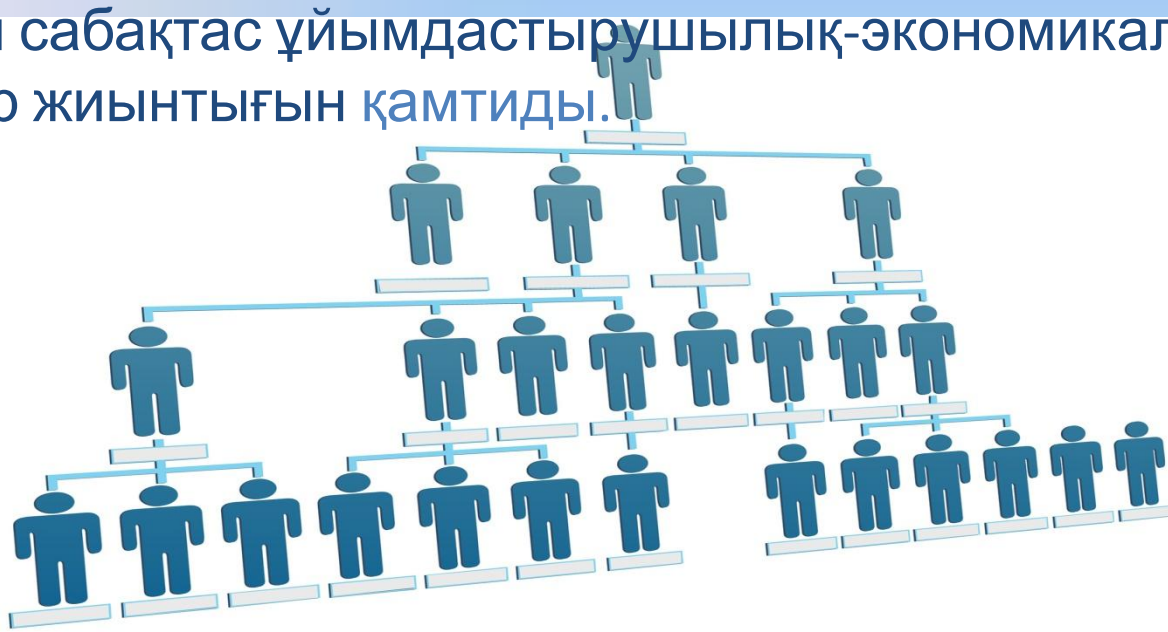 сабақтас ұйымдастырушылық-экономикал
жиынтығын қамтиды.